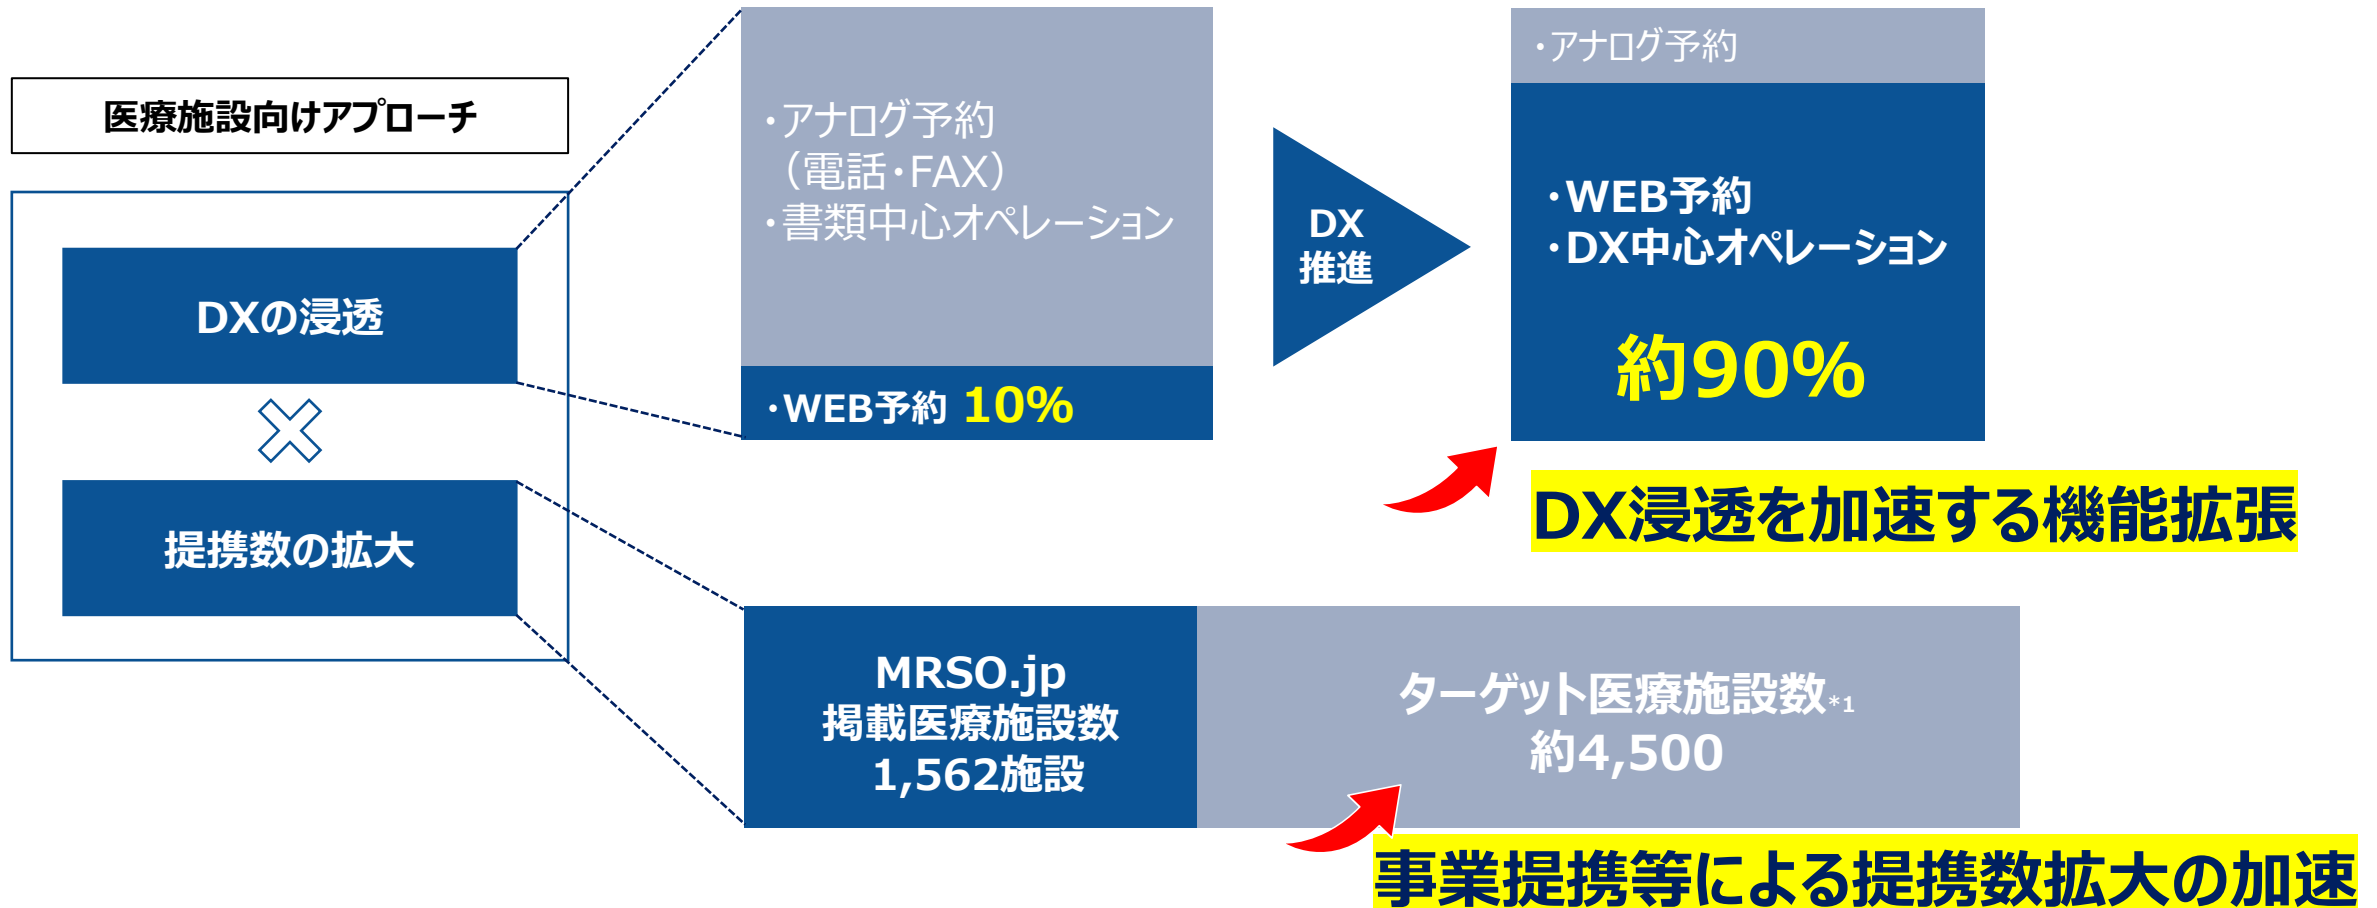 医療施設向けアプローチ
DXの浸透
提携数の拡大
・アナログ予約
（電話・FAX）
・書類中心オペレーション
・WEB予約 10%
DX
推進
・アナログ予約
・WEB予約
・DX中心オペレーション
約90%
DX浸透を加速する機能拡張
MRSO.jp
掲載医療施設数
1,562施設
ターゲット医療施設数*1
約4,500
事業提携等による提携数拡大の加速